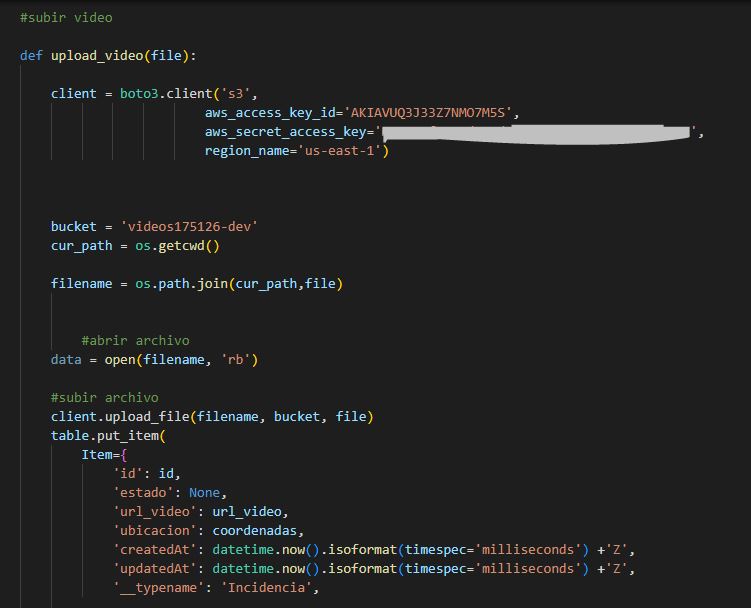 #subir video
def upload_video(file):
client = boto3.client('s3',
aws_access_key_id='AKIAVUQ3J33Z7NMO7M5S',
aws_secret_access_key='',
region_name='us-east-1')
bucket = 'videos175126-dev'
cur_path = os.getcwd()
filename = os.path.join(cur_path,file)
#abrir archivo
data = open(filename, 'rb')
#subir archivo
client.upload_file(filename, bucket, file)
table.put_item(
Item={
'id': id,
'estado': None,
'url_video': url_video,
'ubicacion': coordenadas,
'createdAt': datetime.now().isoformat(timespec='milliseconds') +'Z',
'updatedAt': datetime.now().isoformat(timespec='milliseconds') +'Z',
'__typename': 'Incidencia',